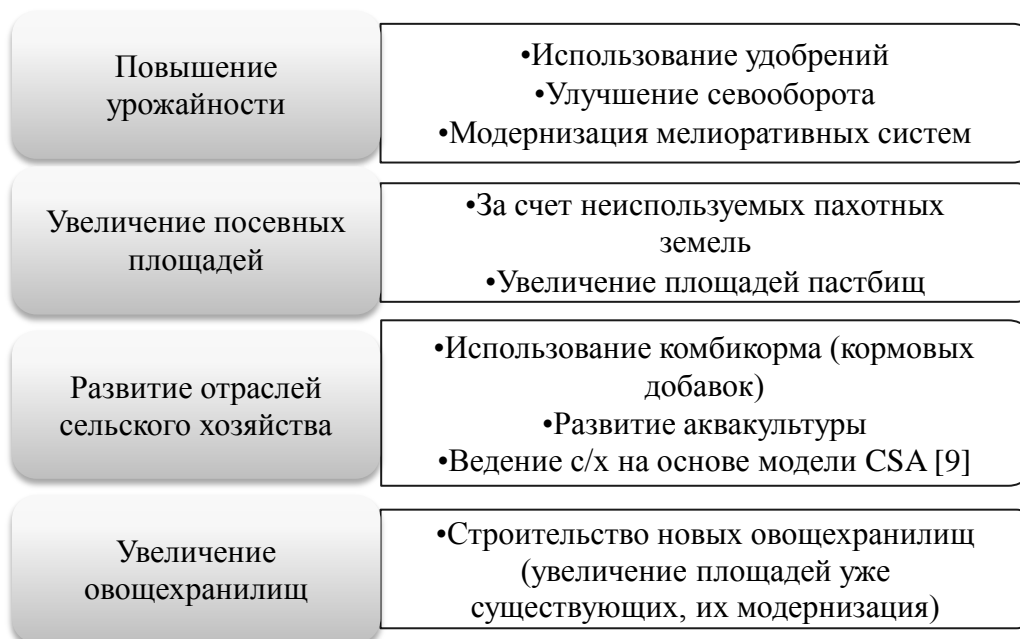 Повышение
урожайности
•Использование удобрений
•Улучшение севооборота
•Модернизация мелиоративных систем
Увеличение посевных
площадей
•За счет неиспользуемых пахотных
земель
•Увеличение площадей пастбищ
Развитие отраслей
сельского хозяйства
•Использование комбикорма (кормовых
добавок)
•Развитие аквакультуры
•Ведение с/х на основе модели CSA [9]
Увеличение
овощехранилищ
•Строительство новых овощехранилищ
(увеличение площадей уже
существующих, их модернизация)